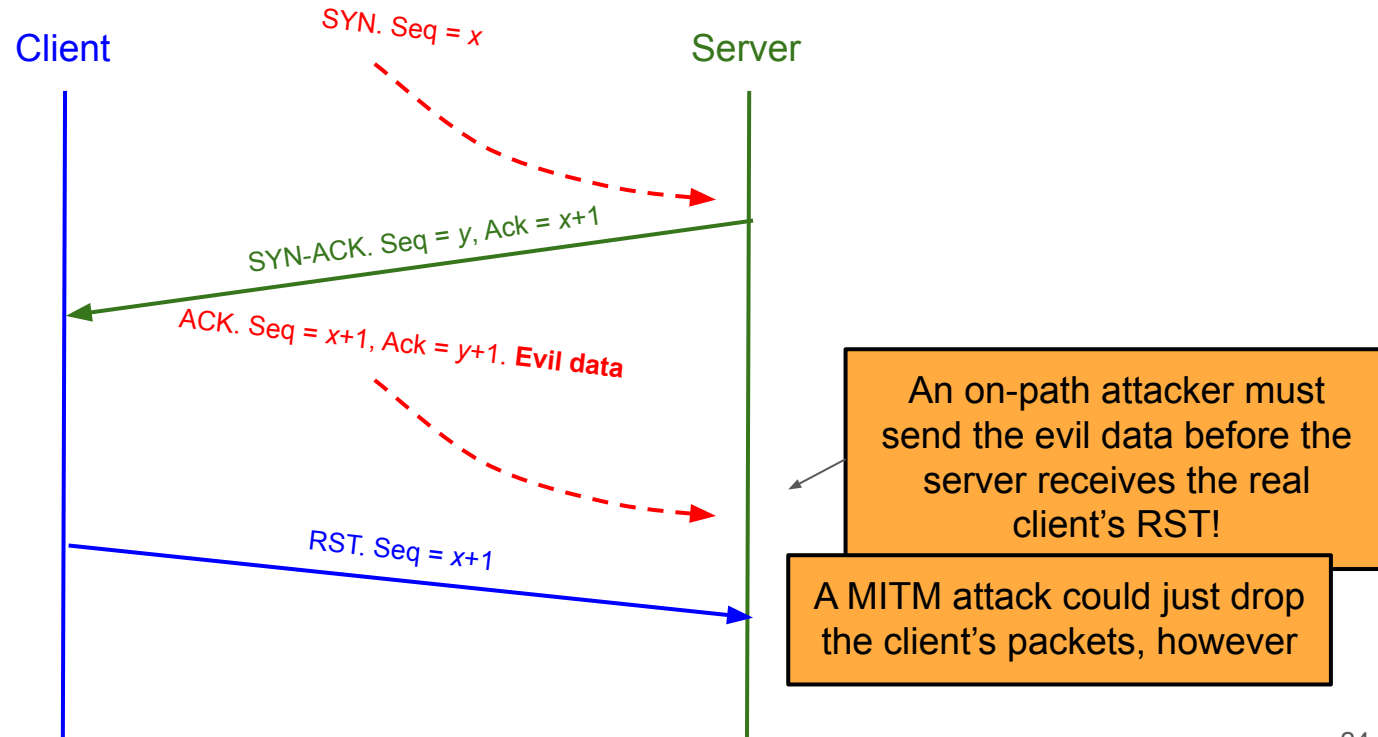 SYN. Seq = x
Client
Server
SYN-ACK. Seq = y, Ack = x+1
ACK. Seq = x+1, Ack = y+1. Evil data
An on-path attacker must
send the evil data before the
server receives the real
client's RST!
RST. Seq = x+1
A MITM attack could just drop
the client's packets, however